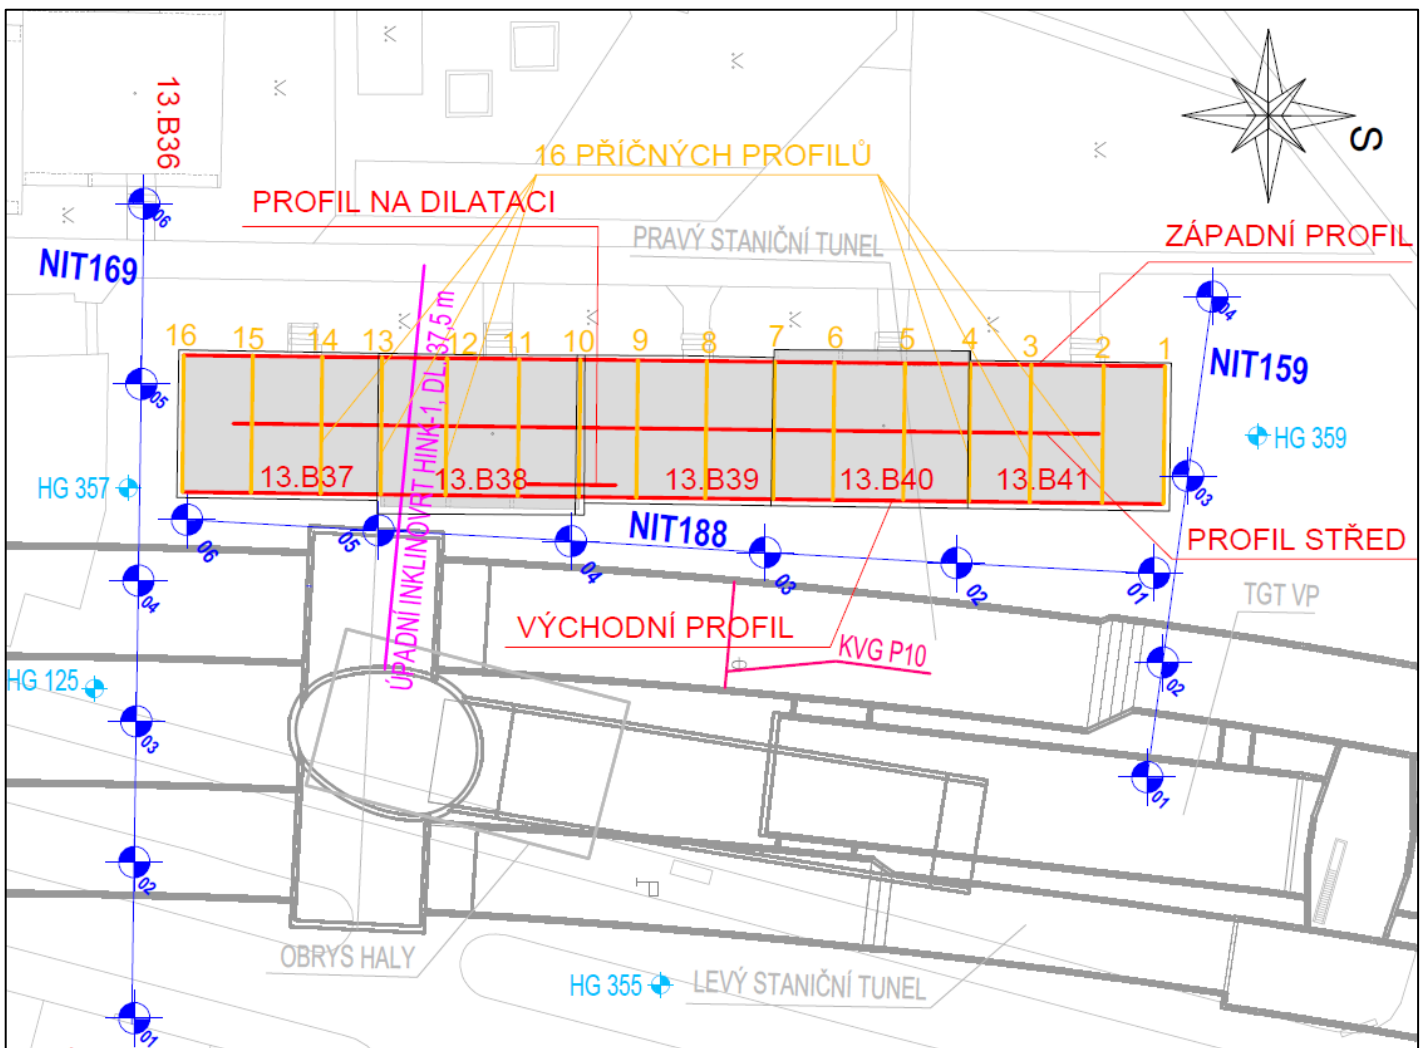 13.B36
S
16 PŘÍČNÝCH PROFILŮ
PROFIL NA DILATACI
PRAVÝ STANIČNÍ TUNEL
ZÁPADNÍ PROFIL
06
NIT169
04
NIT159
16 15 14 13 12 11 10 9 8 7 6 5 4 3 2 1
05
ÚPADNÍ INKLINOVRT HINK-1, DL. 37,5 m
HG 359
HG 357
13.B37 13.B38 13.B39 13.B40 13.B41
03
NIT188
06 05 04 03 02 01
PROFIL STŘED
04
TGT VP
VÝCHODNÍ PROFIL
KVG P10
02
HG 125
03
01
02
OBRYS HALY
HG 355
LEVÝ STANIČNÍ TUNEL
01